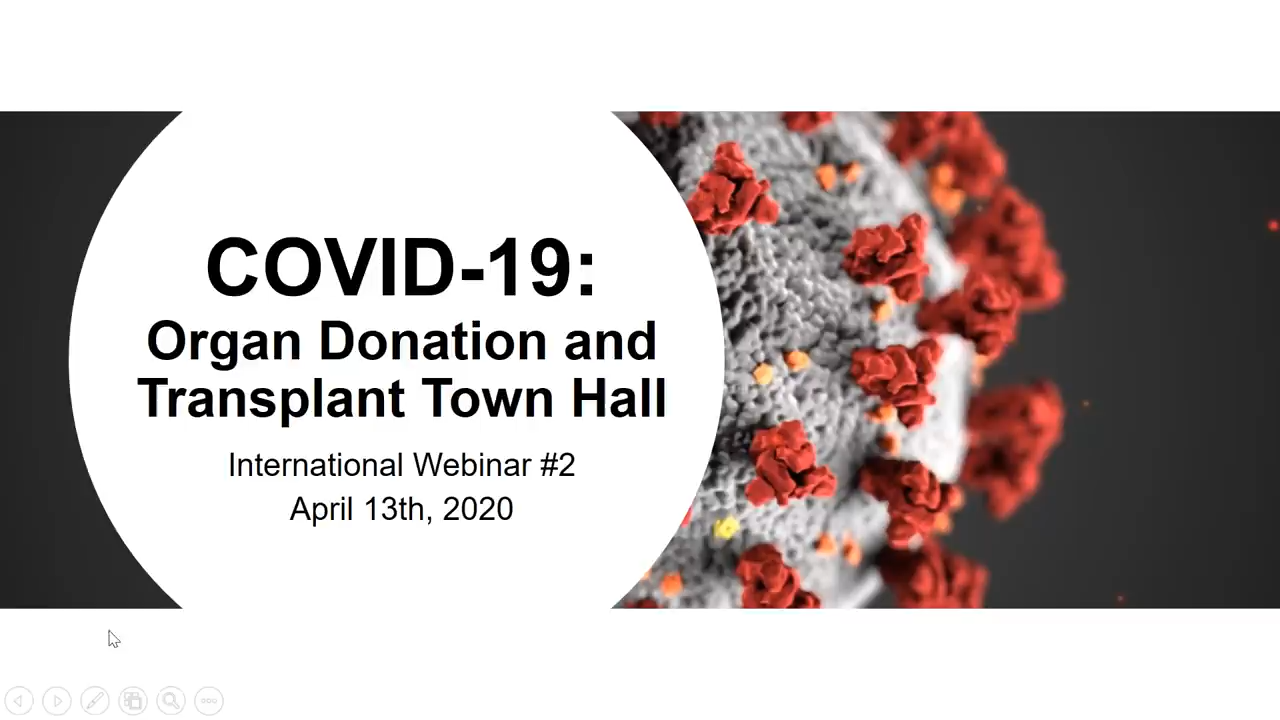 COVID-19:
Organ Donation and
Transplant Town Hall
International Webinar #2
April 13th, 2020